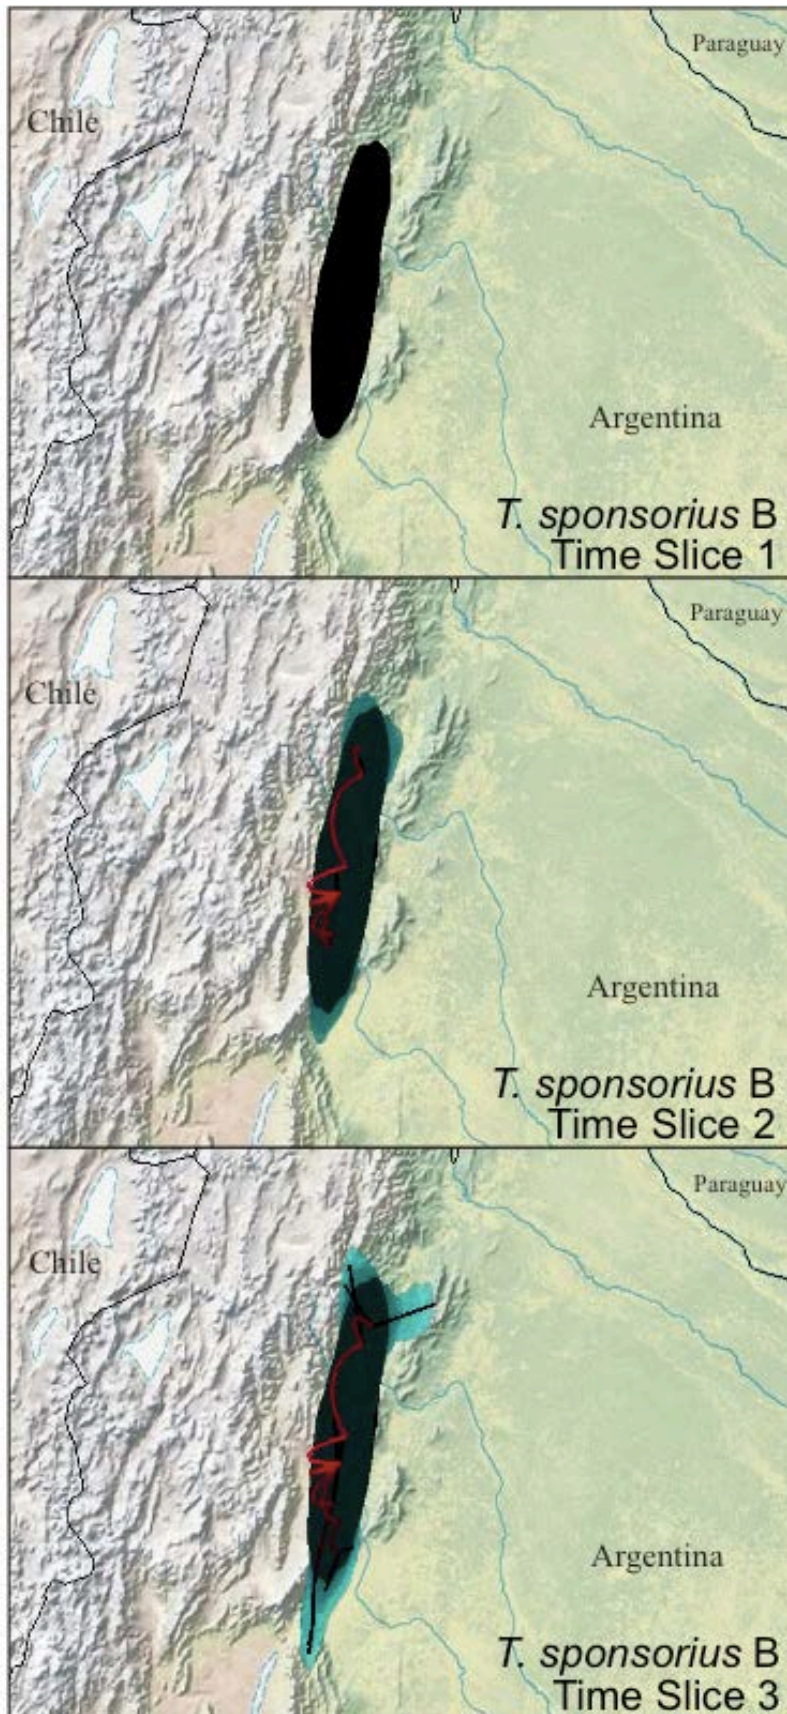 Paraguay
Chile
Argentina
T. sponsorius B
Time Slice 1
Paraguay
Chile
Argentina
T. sponsorius B
Time Slice 2
Paraguay
Chile
Argentina
T. sponsorius B
Time Slice 3